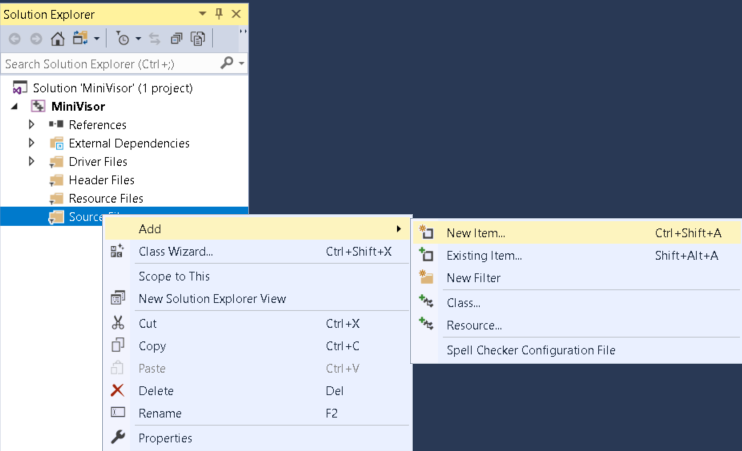 Solution Explorer
Search Solution Explorer (Ctrl+;)
Solution 'MiniVisor' (1 project)
MiniVisor
References
External Dependencies
Driver Files
Header Files
Resource Files
Source
Add
Class Wizard... Ctrl+Shift+X
Scope to This
New Solution Explorer View
Cut Ctrl+X
Copy Ctrl+C
Paste Ctrl+V
Delete Del
Rename F2
Properties
New Item... Ctrl+Shift+A
Existing Item... Shift+Alt+A
New Filter
Class...
Resource...
Spell Checker Configuration File